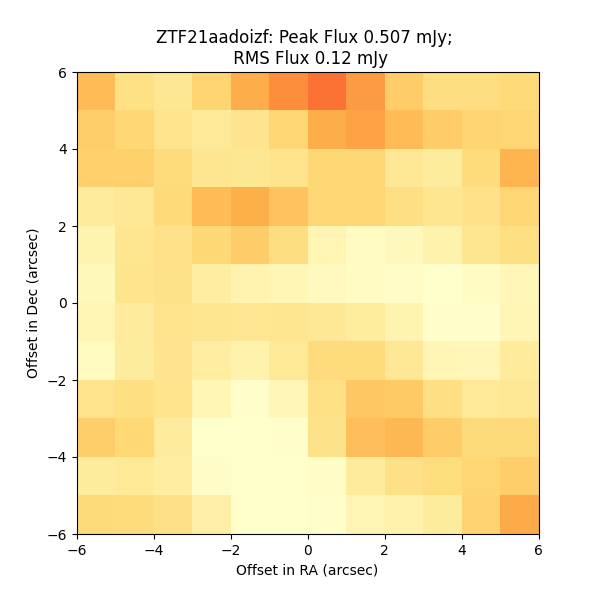 ZTF21aadoizf: Peak Flux 0.507 mJy;
RMS Flux 0.12 mJy
6
4
2
0
−2
−4
−6
Offset in Dec (arcsec)
−6 −4 −2 0 2 4 6
Offset in RA (arcsec)